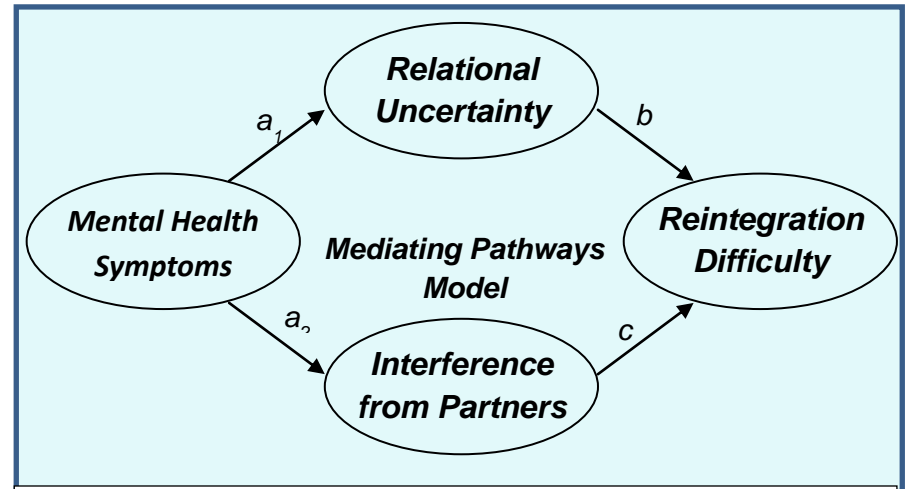 Relational
Uncertainty
a₁
b
Mental Health
Symptoms
Mediating Pathways
Model
Reintegration
Difficulty
a₂
c
Interference
from Partners